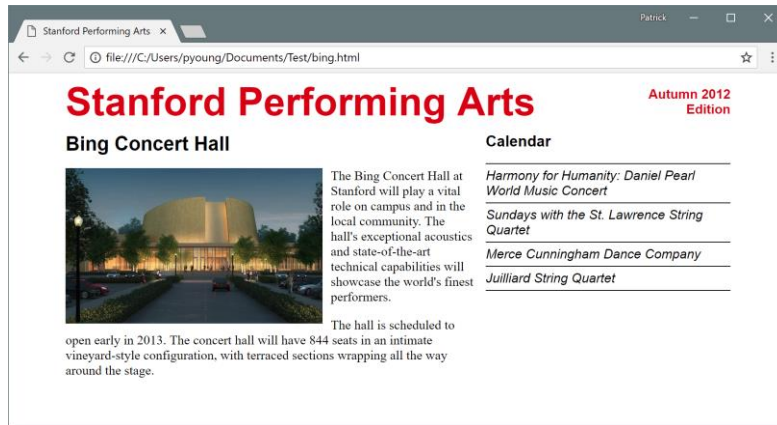 Patrick
Stanford Performing Arts
file:///C:/Users/pyoung/Documents/Test/bing.html
Stanford Performing Arts
Autumn 2012
Edition
Bing Concert Hall
The Bing Concert Hall at
Stanford will play a vital
role on campus and in the
local community. The
hall's exceptional acoustics
and state-of-the-art
technical capabilities will
showcase the world's finest
performers.
The hall is scheduled to
open early in 2013. The concert hall will have 844 seats in an intimate
vineyard-style configuration, with terraced sections wrapping all the way
around the stage.
Calendar
Harmony for Humanity: Daniel Pearl
World Music Concert
Sundays with the St. Lawrence String
Quartet
Merce Cunningham Dance Company
Juilliard String Quartet